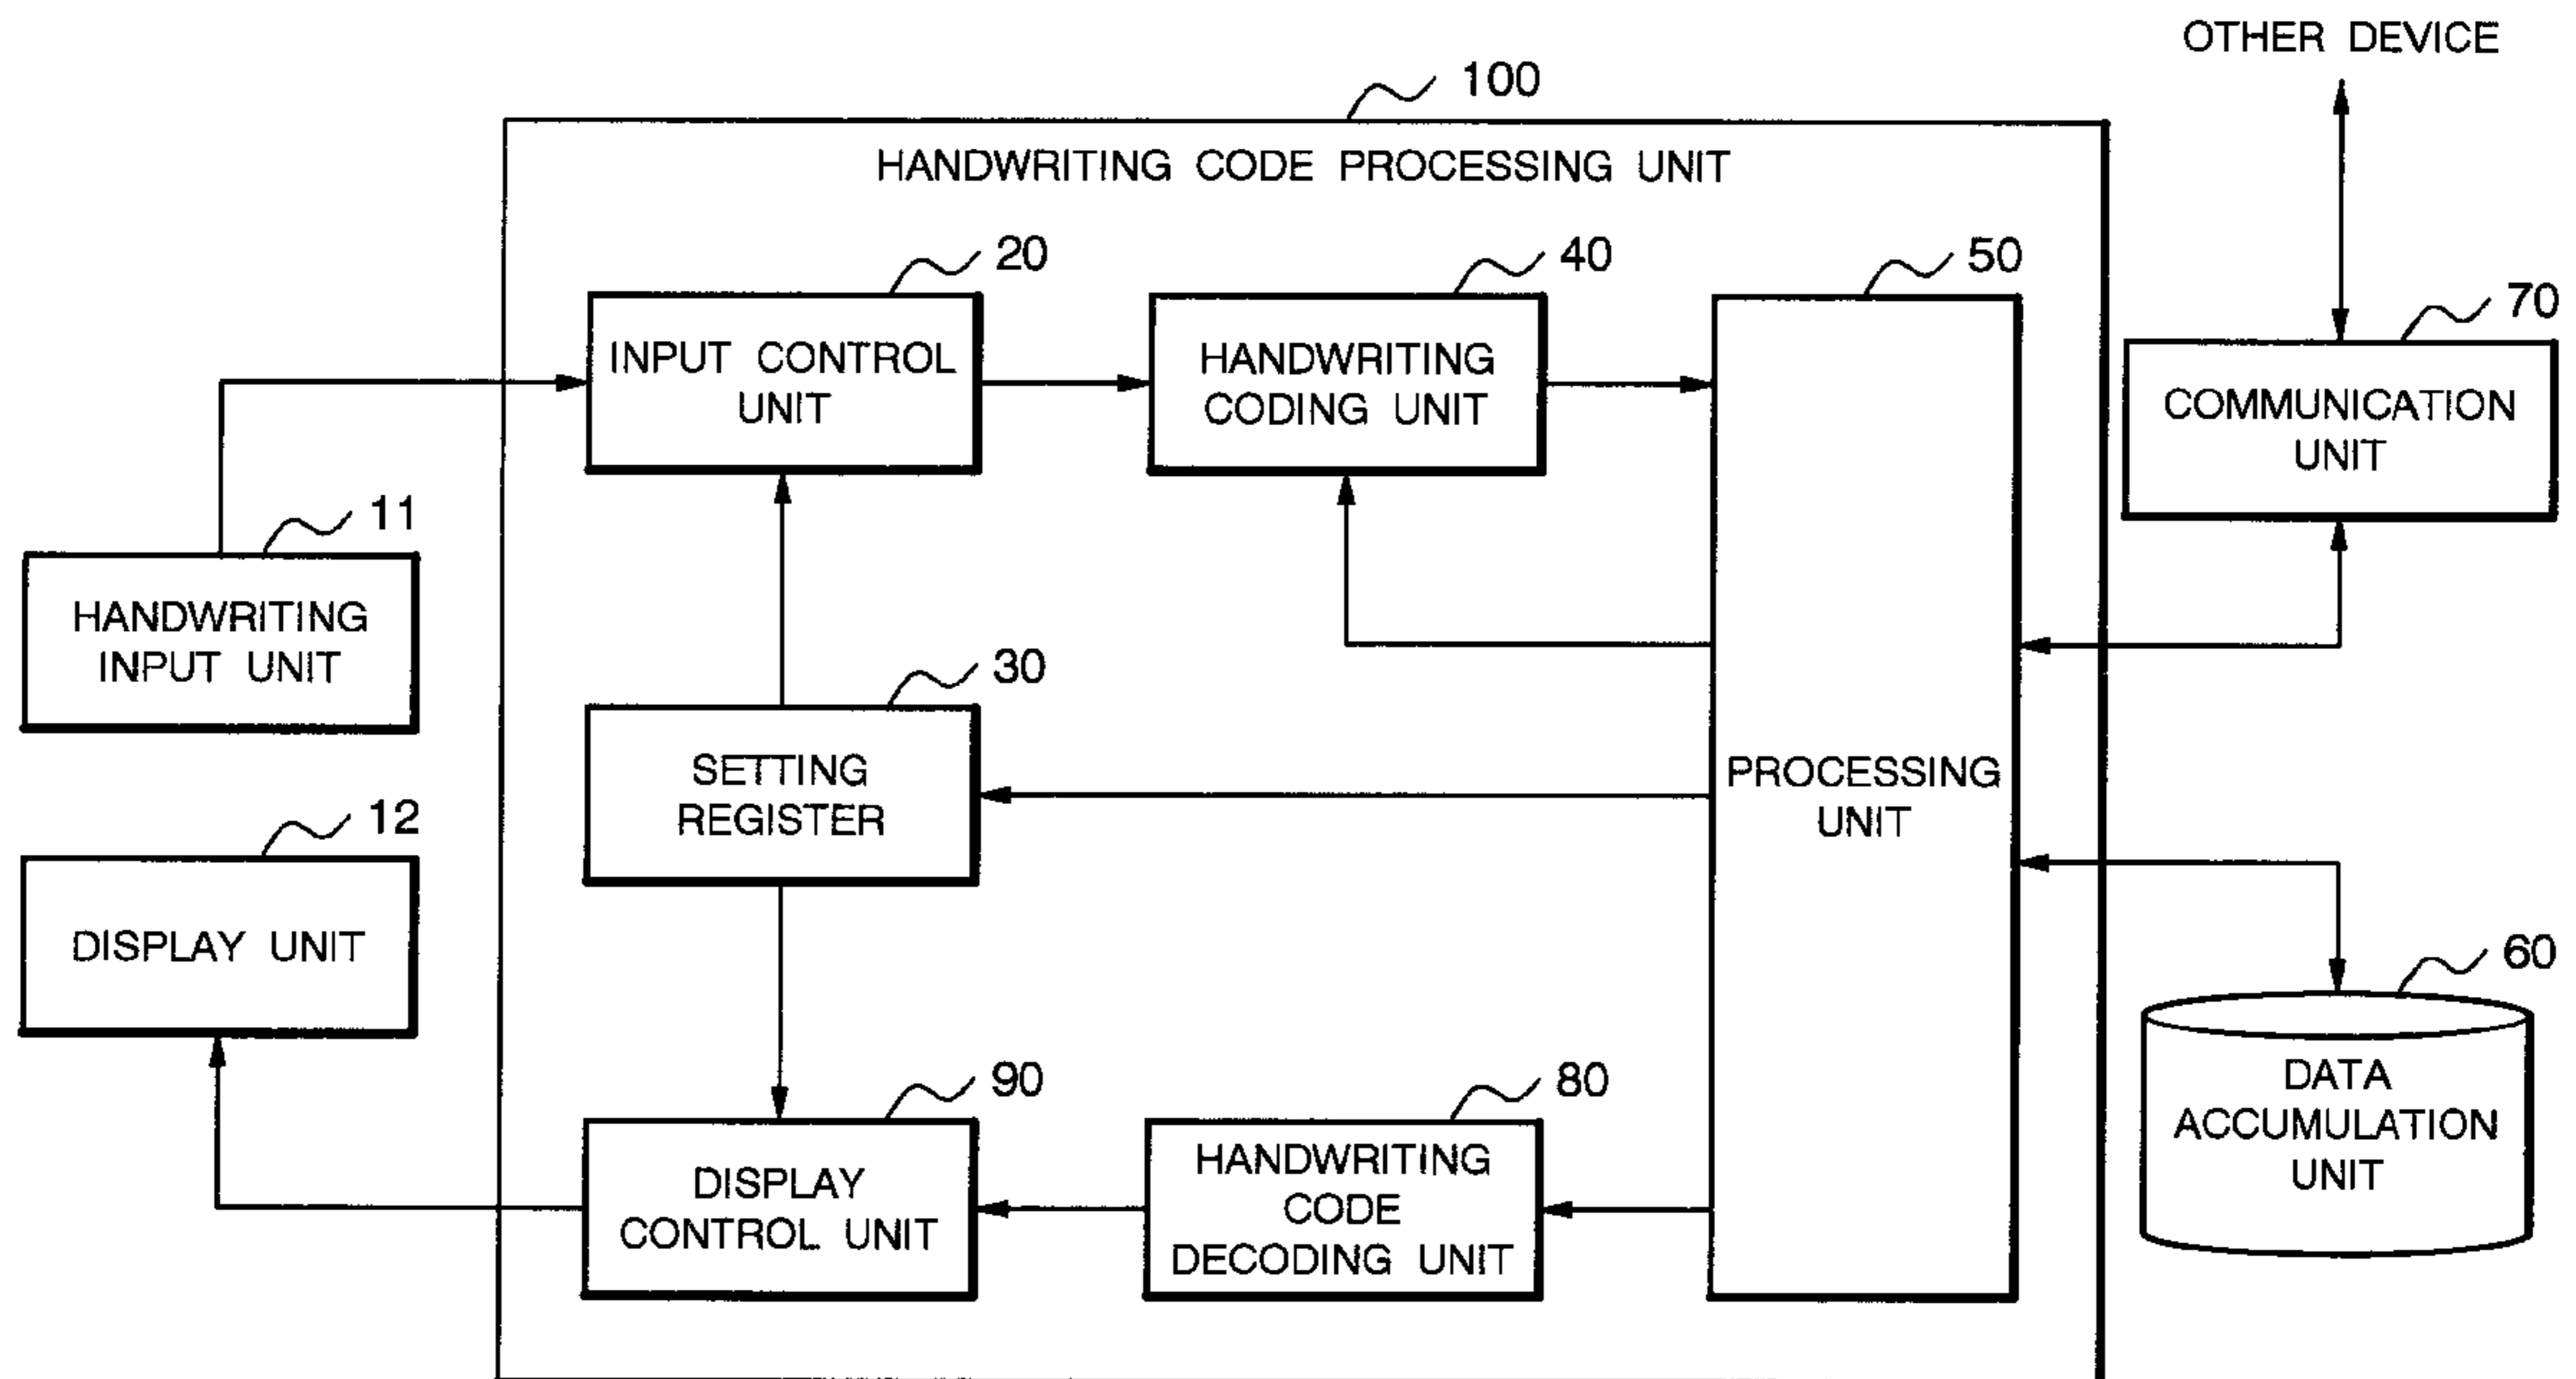 OTHER DEVICE
100
HANDWRITING CODE PROCESSING UNIT
20
40
50
70
INPUT CONTROL
UNIT
HANDWRITING
CODING UNIT
COMMUNICATION
UNIT
11
HANDWRITING
INPUT UNIT
30
SETTING
REGISTER
PROCESSING
UNIT
12
DISPLAY UNIT
60
DATA
ACCUMULATION
UNIT
90
80
DISPLAY
CONTROL UNIT
HANDWRITING
CODE
DECODING UNIT